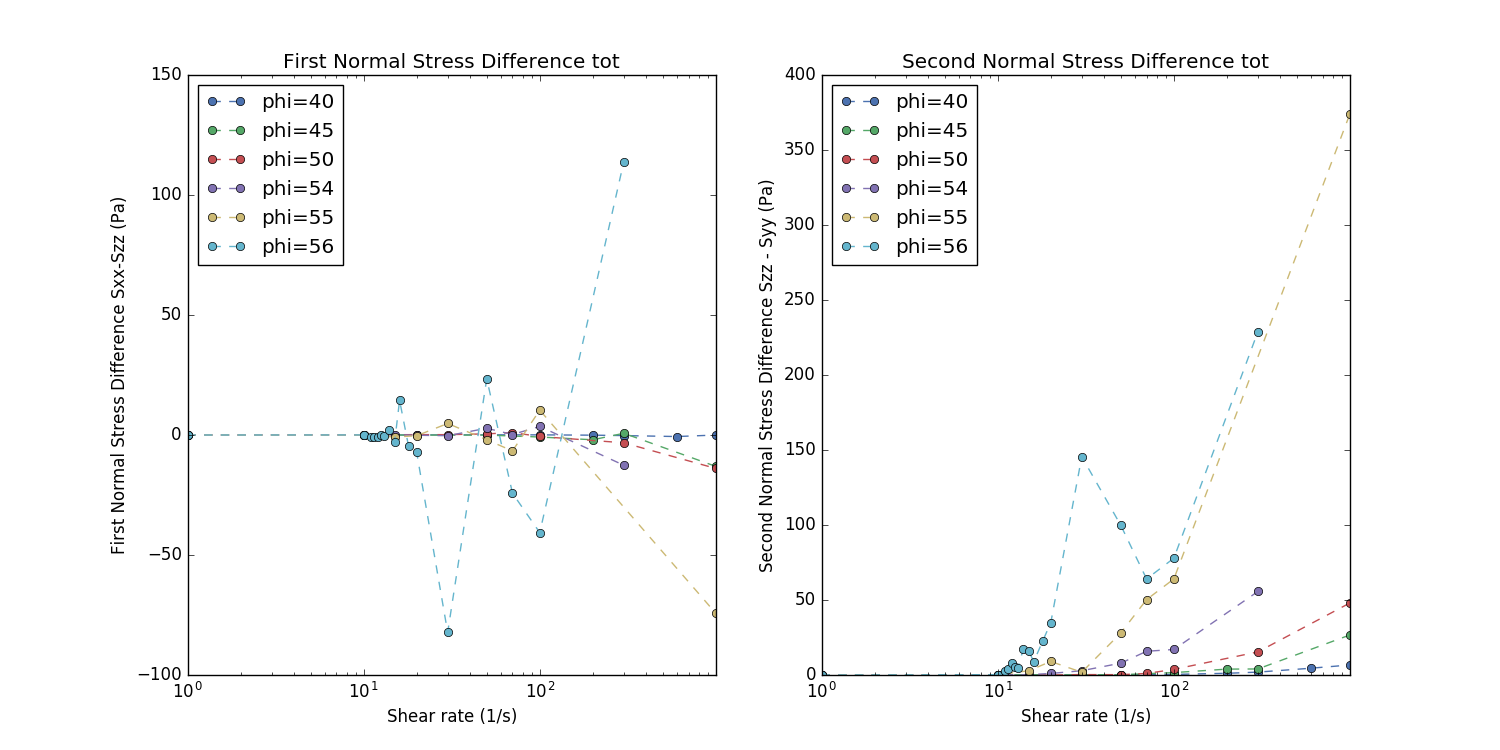 First Normal Stress Difference tot
150
100
50
0
−50
−100
10⁰
10¹
10²
First Normal Stress Difference Sxx-Szz (Pa)
Shear rate (1/s)
phi=40
phi=45
phi=50
phi=54
phi=55
phi=56
Second Normal Stress Difference tot
400
350
300
250
200
150
100
50
0
10⁰
10¹
10²
Second Normal Stress Difference Szz - Syy (Pa)
Shear rate (1/s)
phi=40
phi=45
phi=50
phi=54
phi=55
phi=56